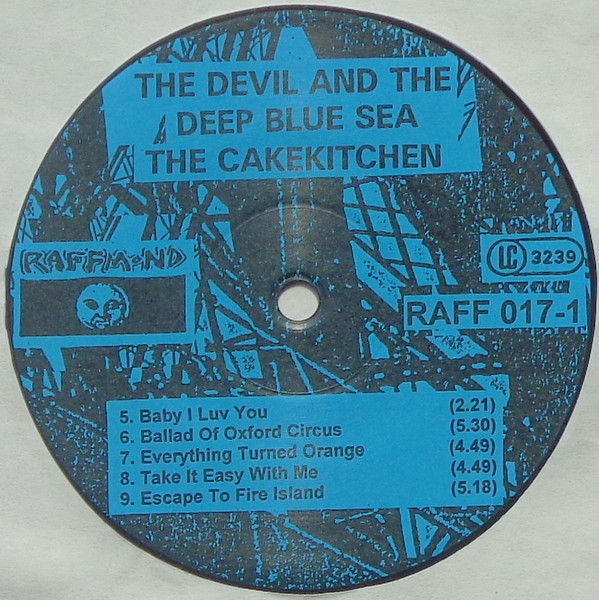 THE DEVIL AND THE
DEEP BLUE SEA
THE CAKEKITCHEN
RAFFMOND
LC 3239
RAFF 017-1
5. Baby I Luv You (2.21)
6. Ballad Of Oxford Circus (5.30)
7. Everything Turned Orange (4.49)
8. Take It Easy With Me (4.49)
9. Escape To Fire Island (5.18)